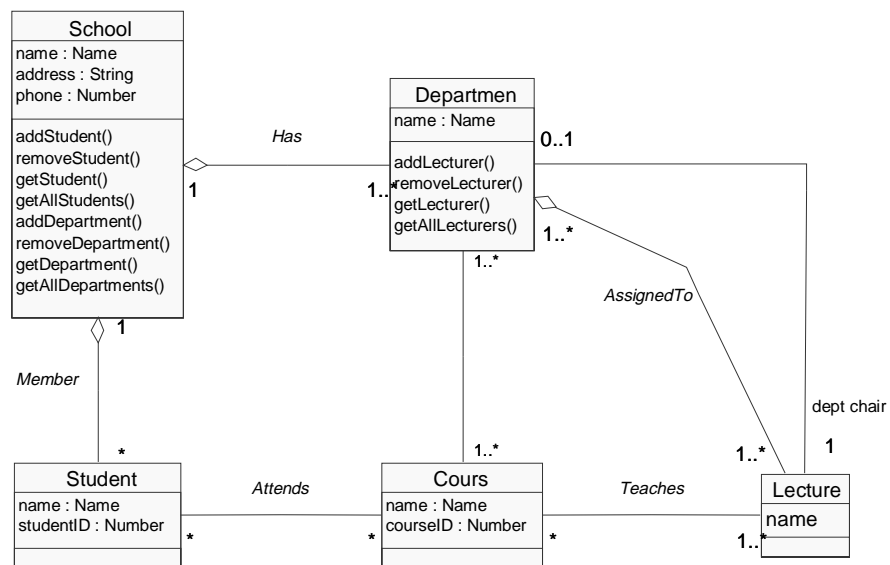 School
name : Name
address : String
phone : Number
addStudent()
removeStudent()
getStudent()
getAllStudents()
addDepartment()
removeDepartment()
getDepartment()
getAllDepartments()
Has
1
1..*
Departmen
name : Name
addLecturer()
removeLecturer()
getLecturer()
getAllLecturers()
0..1
1..*
1..*
AssignedTo
1
Member
*
dept chair
1..*
1..*
1
Student
name : Name
studentID : Number
Attends
*
*
Cours
name : Name
courseID : Number
Teaches
*
1..*
Lecture
name